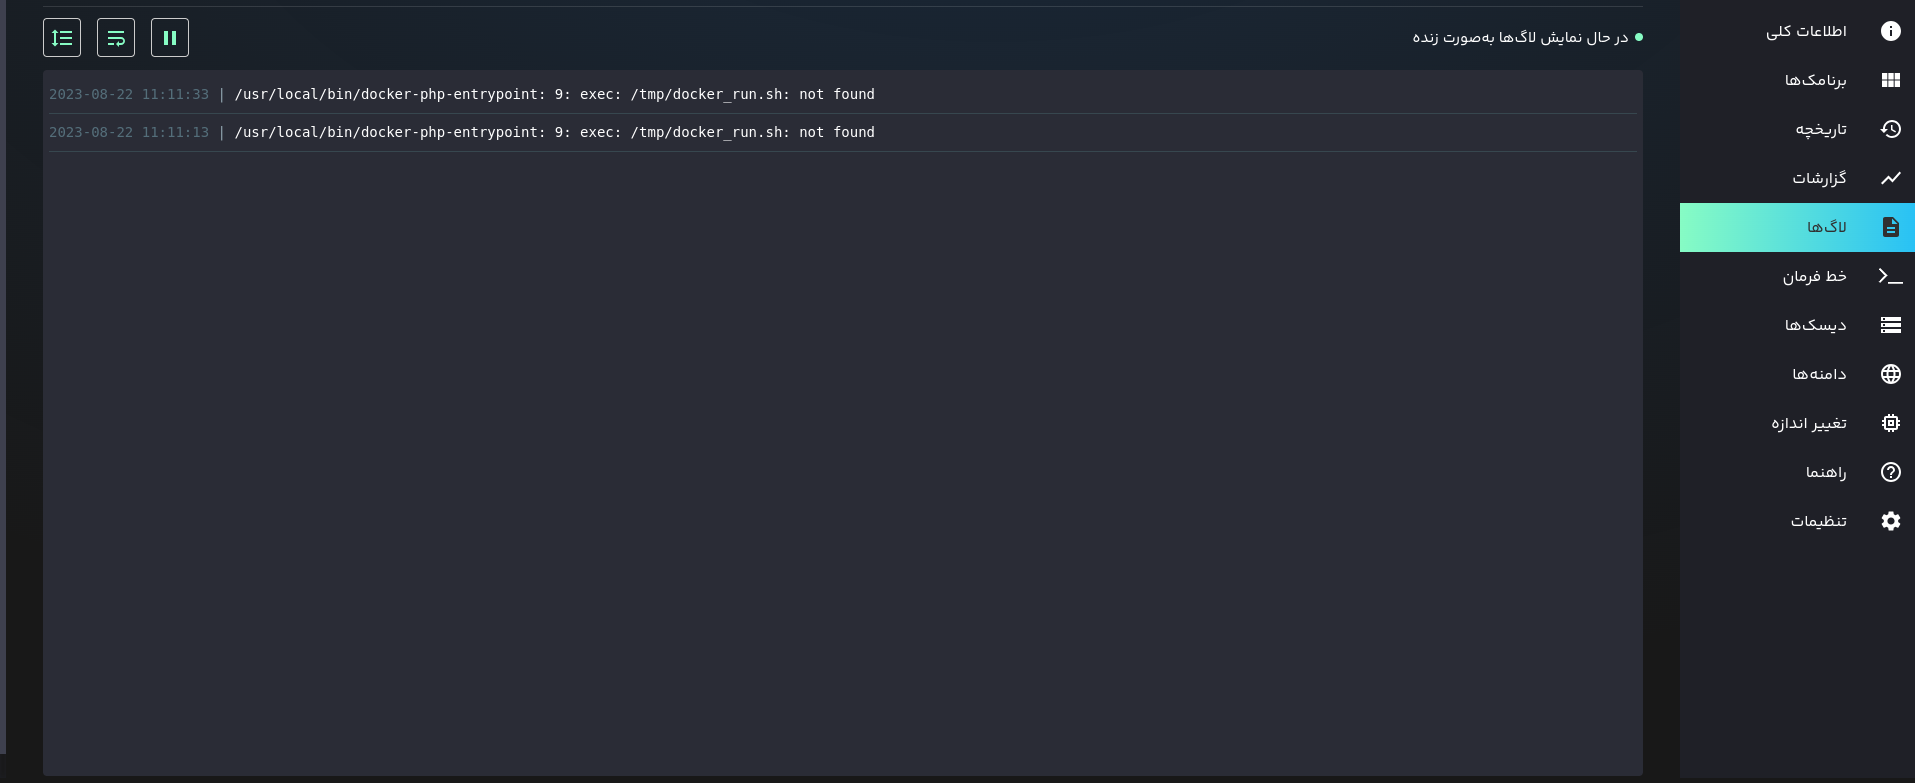 در حال نمایش لاگ‌ها به‌صورت زنده
2023-08-22 11:11:33 | /usr/local/bin/docker-php-entrypoint: 9: exec: /tmp/docker_run.sh: not found
2023-08-22 11:11:13 | /usr/local/bin/docker-php-entrypoint: 9: exec: /tmp/docker_run.sh: not found
اطلاعات کلی
برنامک‌ها
تاریخچه
گزارشات
لاگ‌ها
خط فرمان
دیسک‌ها
دامنه‌ها
تغییر اندازه
راهنما
تنظیمات